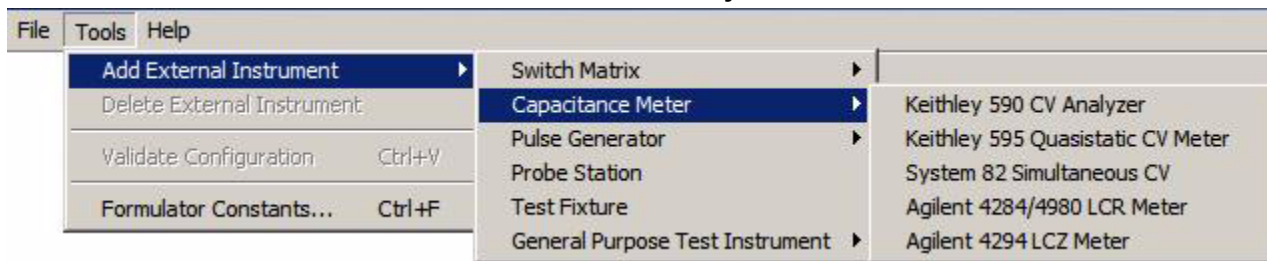 File Tools Help
Add External Instrument
Delete External Instrument
Validate Configuration Ctrl+V
Formulator Constants... Ctrl+F
Switch Matrix
Capacitance Meter
Pulse Generator
Probe Station
Test Fixture
General Purpose Test Instrument
Keithley 590 CV Analyzer
Keithley 595 Quasistatic CV Meter
System 82 Simultaneous CV
Agilent 4284/4980 LCR Meter
Agilent 4294 LCZ Meter